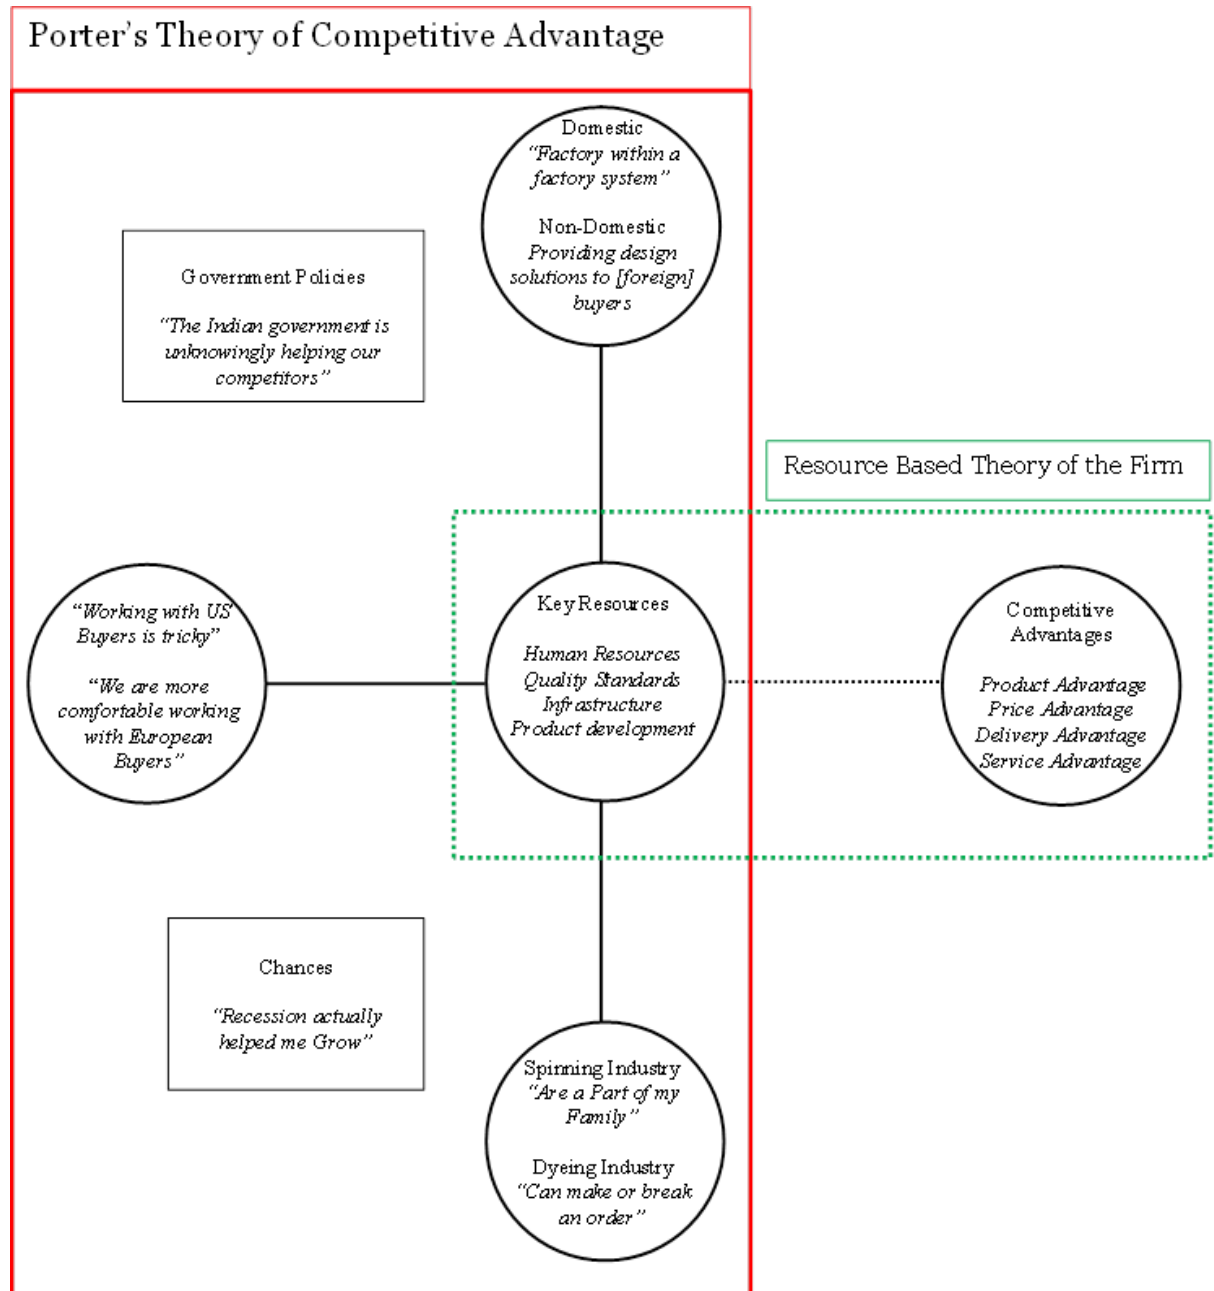 Porter’s Theory of Competitive Advantage
Domestic
“Factory within a
factory system”
Non-Domestic
Providing design
solutions to [foreign]
buyers
Government Policies
“The Indian government is
unknowingly helping our
competitors”
Resource Based Theory of the Firm
“Working with US
Buyers is tricky”
“We are more
comfortable working
with European
Buyers”
Key Resources
Human Resources
Quality Standards
Infrastructure
Product development
Competitive
Advantages
Product Advantage
Price Advantage
Delivery Advantage
Service Advantage
Chances
“Recession actually
helped me Grow”
Spinning Industry
“Are a Part of my
Family”
Dyeing Industry
“Can make or break
an order”